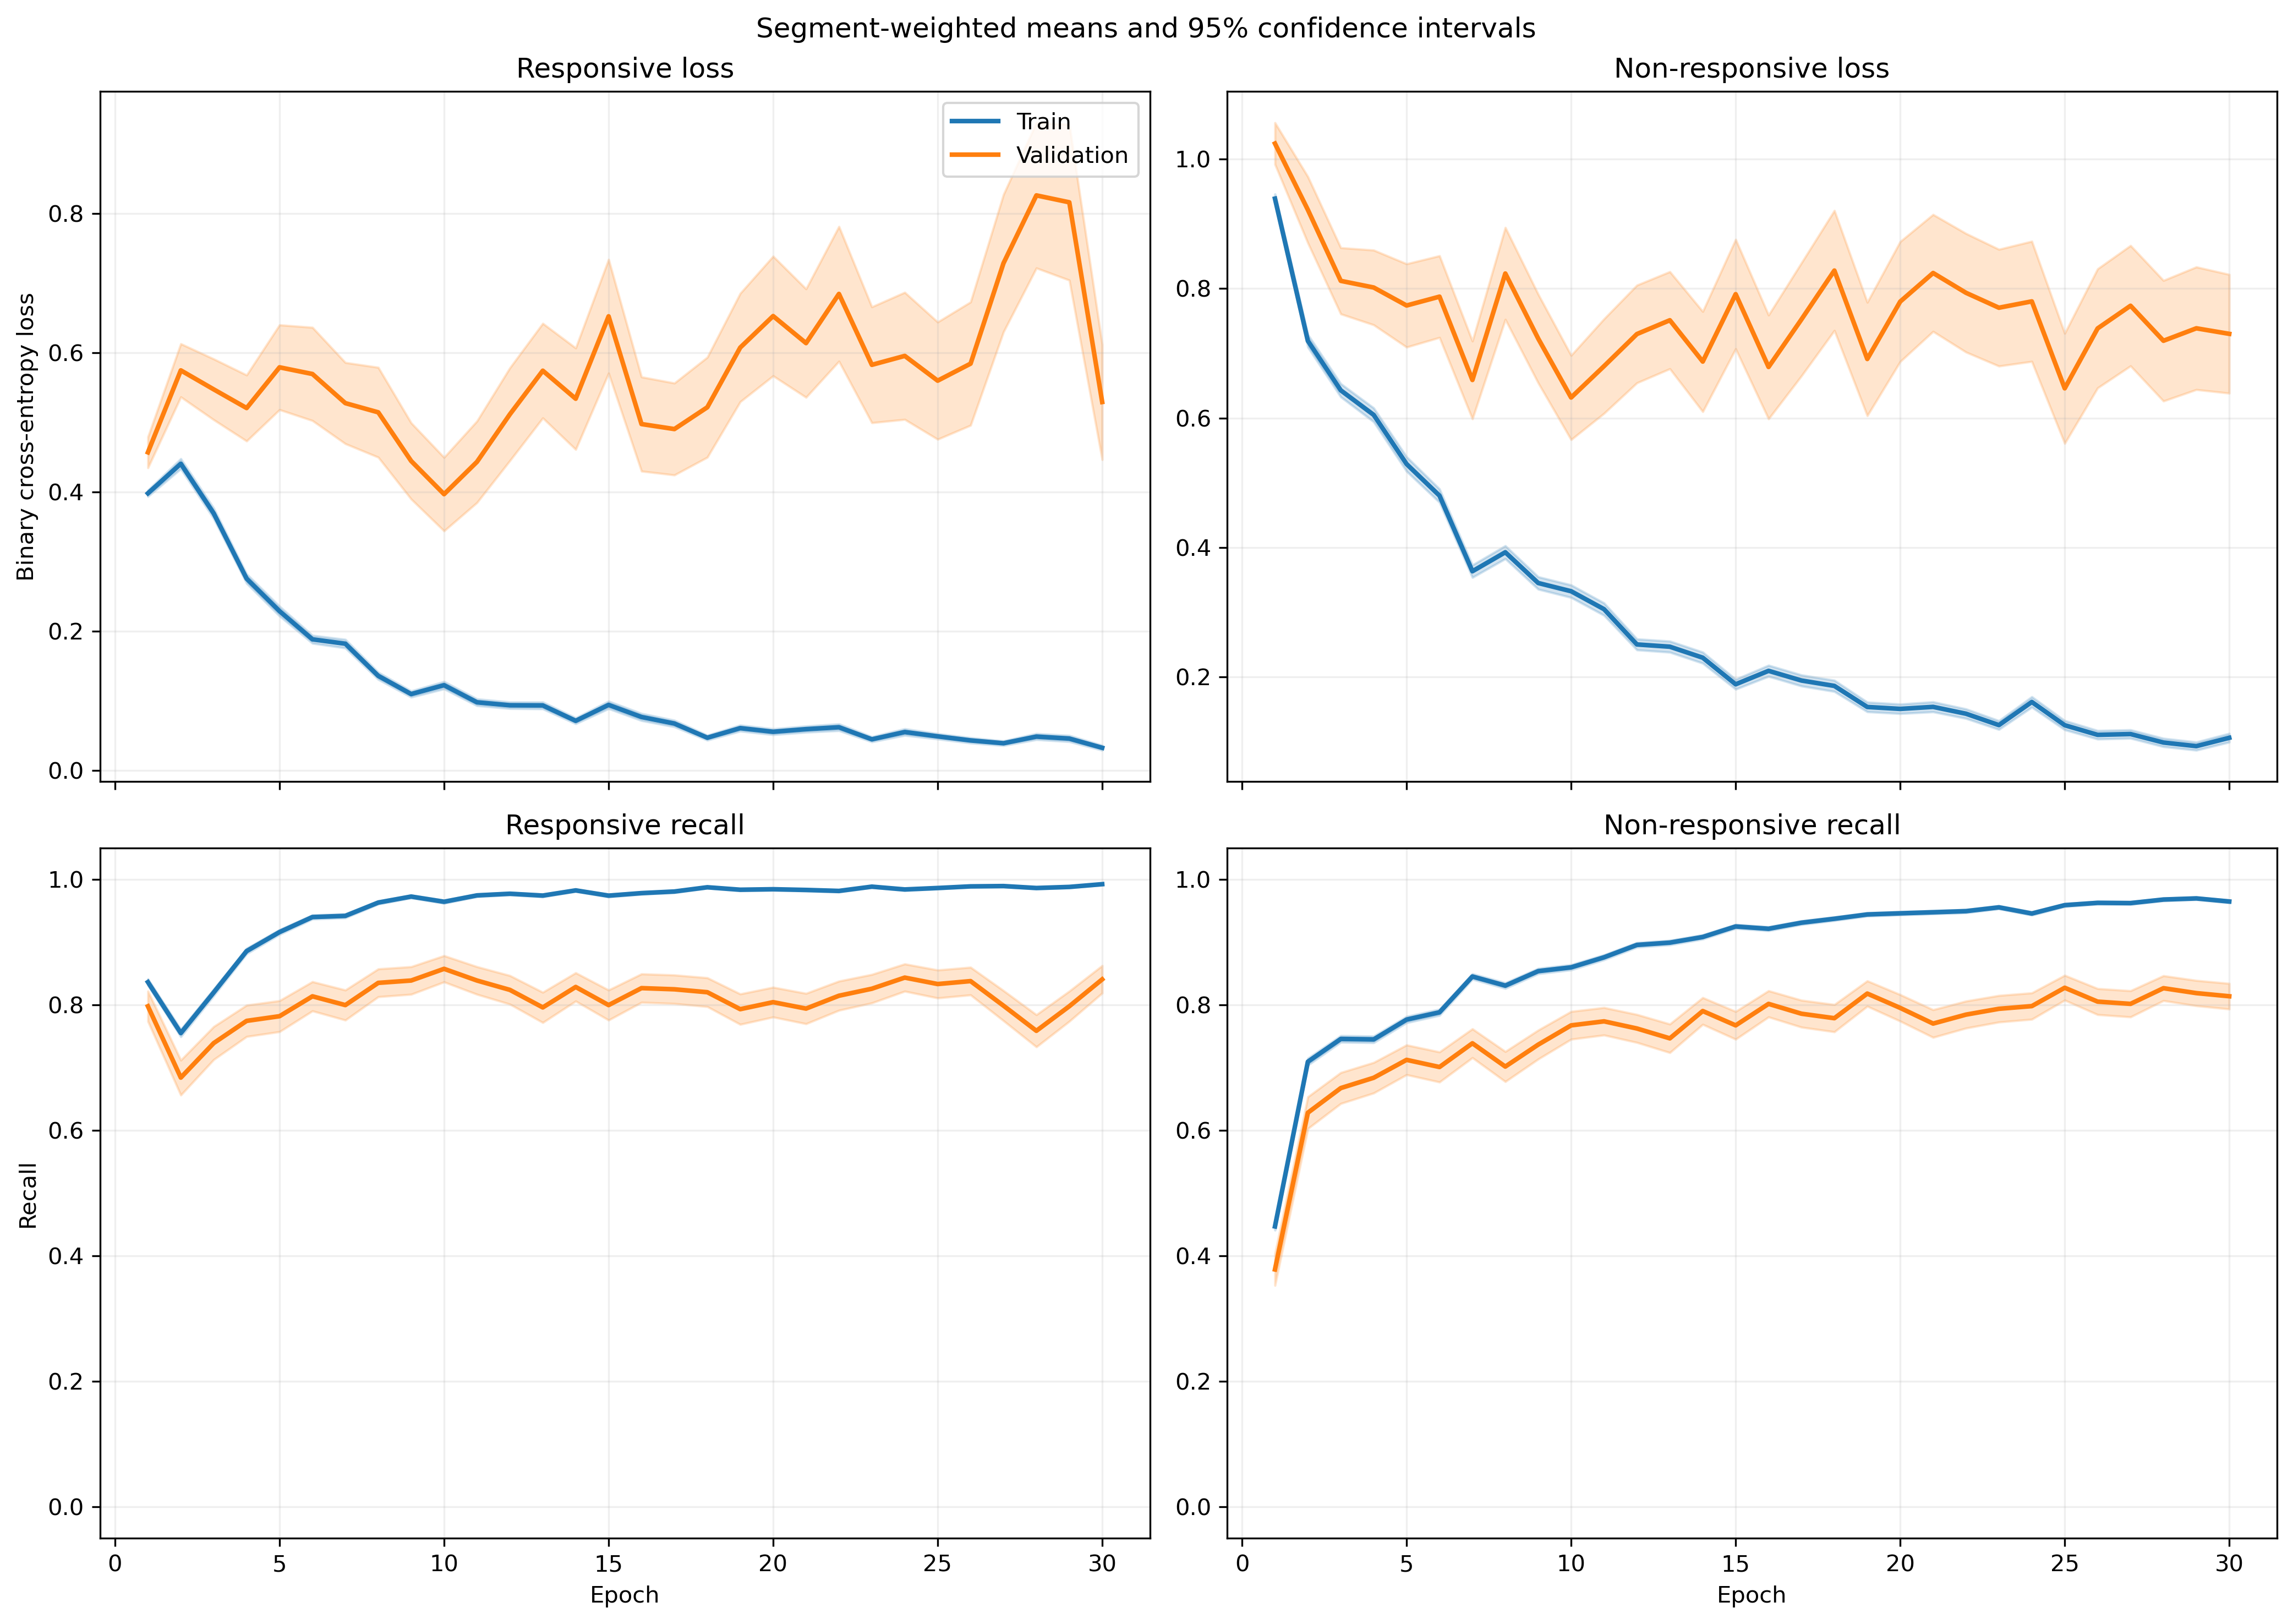 Segment-weighted means and 95% confidence intervals
Responsive loss
Non-responsive loss
Train
Validation
Binary cross-entropy loss
0.8
0.6
0.4
0.2
0.0
1.0
0.8
0.6
0.4
0.2
Responsive recall
Non-responsive recall
Recall
1.0
0.8
0.6
0.4
0.2
0.0
1.0
0.8
0.6
0.4
0.2
0.0
0 5 10 15 20 25 30
0 5 10 15 20 25 30
Epoch
Epoch